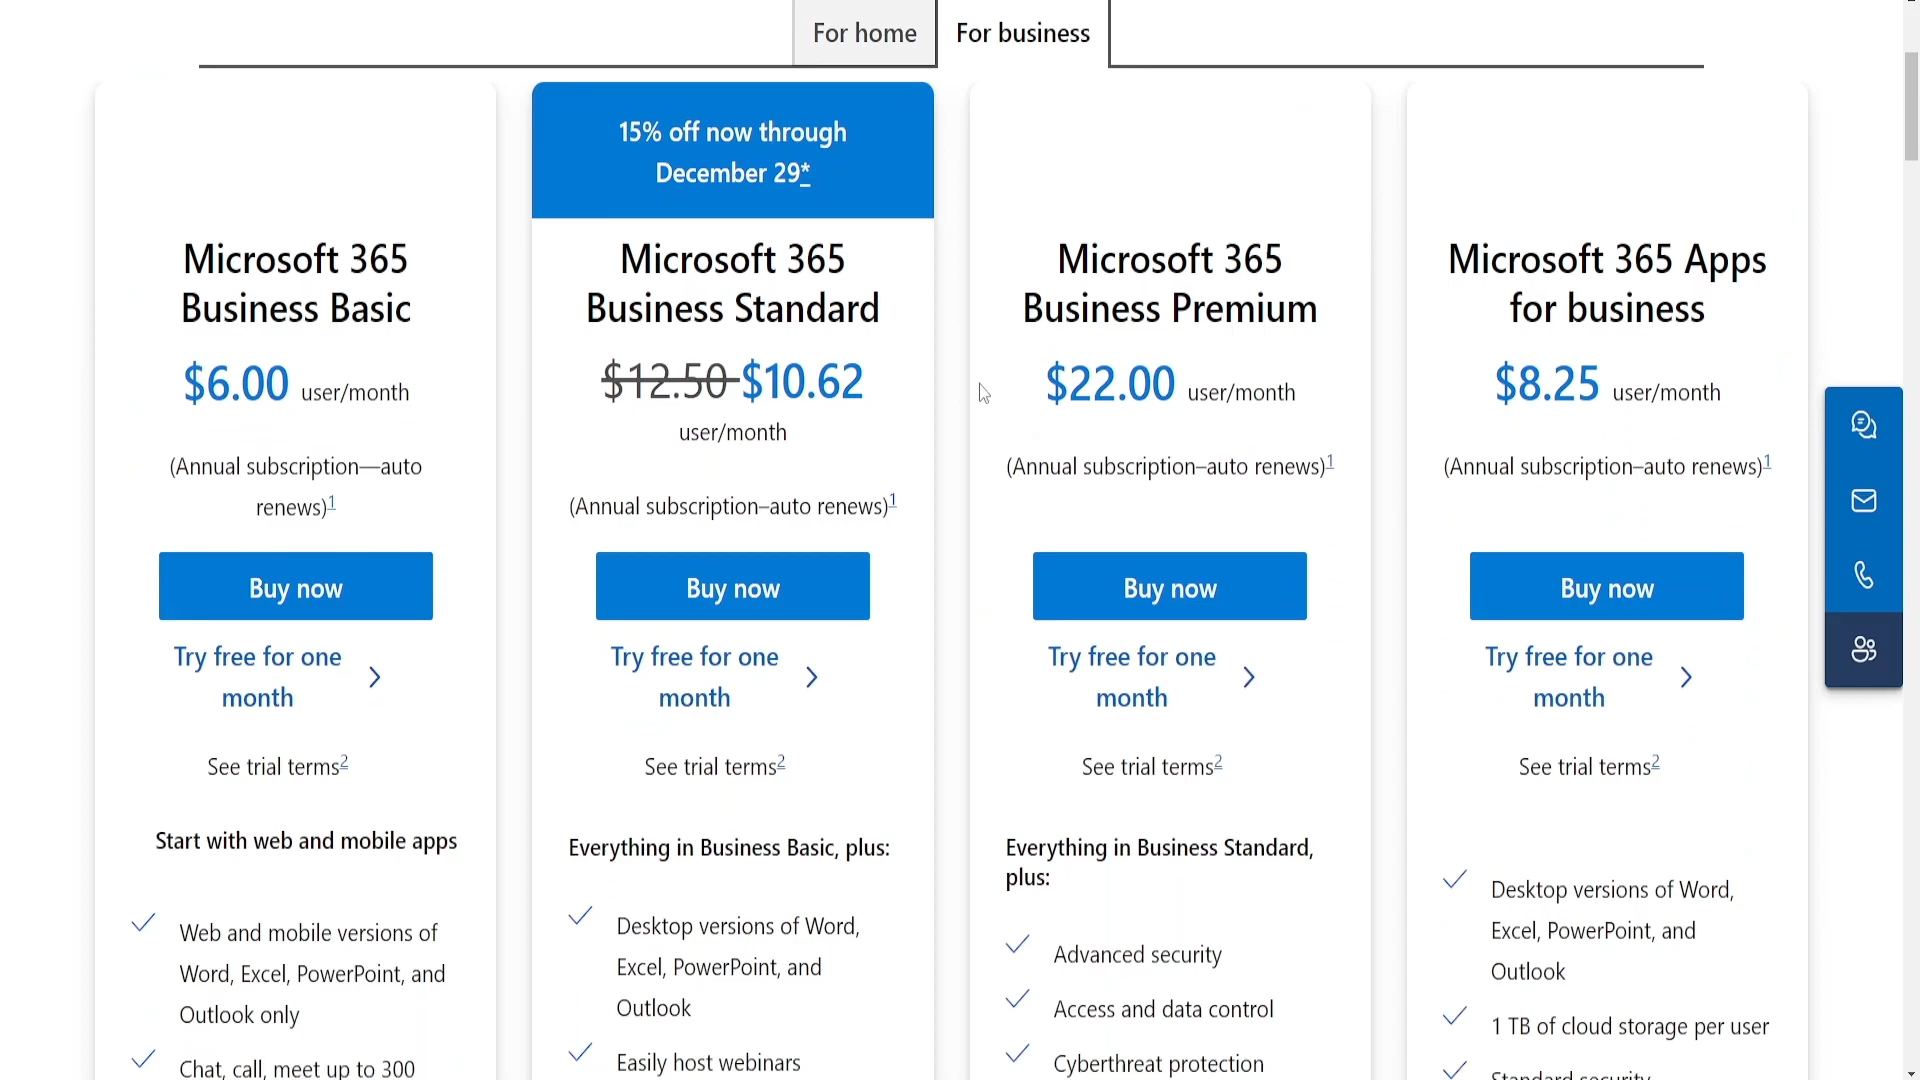 For home
For business
Microsoft 365
Business Basic
$6.00 user/month
(Annual subscription—auto
renews)1
Buy now
Try free for one
month
See trial terms2
Start with web and mobile apps
Web and mobile versions of
Word, Excel, PowerPoint, and
Outlook only
Chat, call, meet up to 300
15% off now through
December 29*
Microsoft 365
Business Standard
$12.50 $10.62
user/month
(Annual subscription–auto renews)1
Buy now
Try free for one
month
See trial terms2
Everything in Business Basic, plus:
Desktop versions of Word,
Excel, PowerPoint, and
Outlook
Easily host webinars
Microsoft 365
Business Premium
$22.00 user/month
(Annual subscription–auto renews)1
Buy now
Try free for one
month
See trial terms2
Everything in Business Standard,
plus:
Advanced security
Access and data control
Cyberthreat protection
Microsoft 365 Apps
for business
$8.25 user/month
(Annual subscription–auto renews)1
Buy now
Try free for one
month
See trial terms2
Desktop versions of Word,
Excel, PowerPoint, and
Outlook
1 TB of cloud storage per user
Standard security